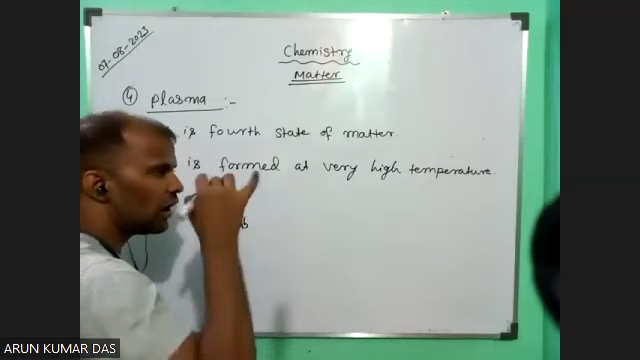 07-08-2023
Chemistry
Matter
④ Plasma :-
is fourth state of matter.
is formed at very high temperature.
ARUN KUMAR DAS